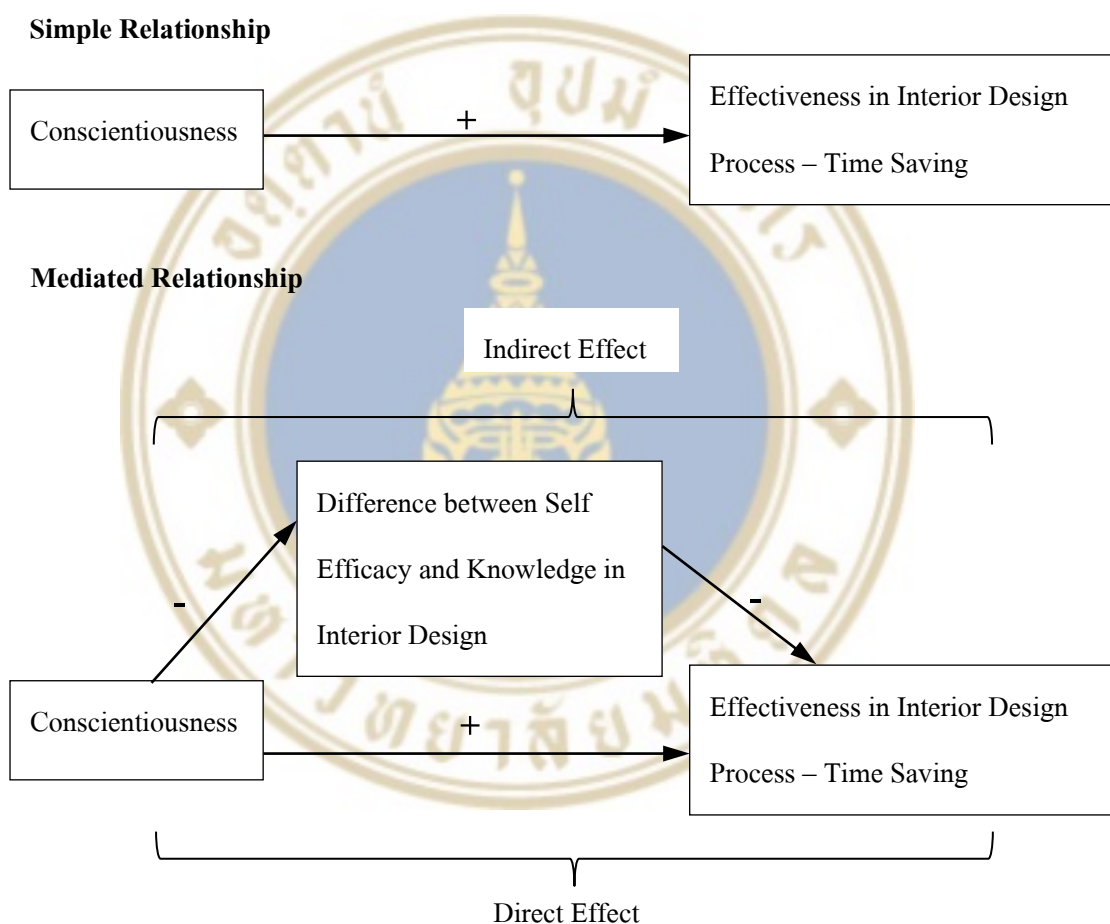 Simple Relationship
Conscientiousness
+
Effectiveness in Interior Design
Process – Time Saving
Mediated Relationship
Indirect Effect
Difference between Self
Efficacy and Knowledge in
Interior Design
-
-
Conscientiousness
+
Effectiveness in Interior Design
Process – Time Saving
Direct Effect